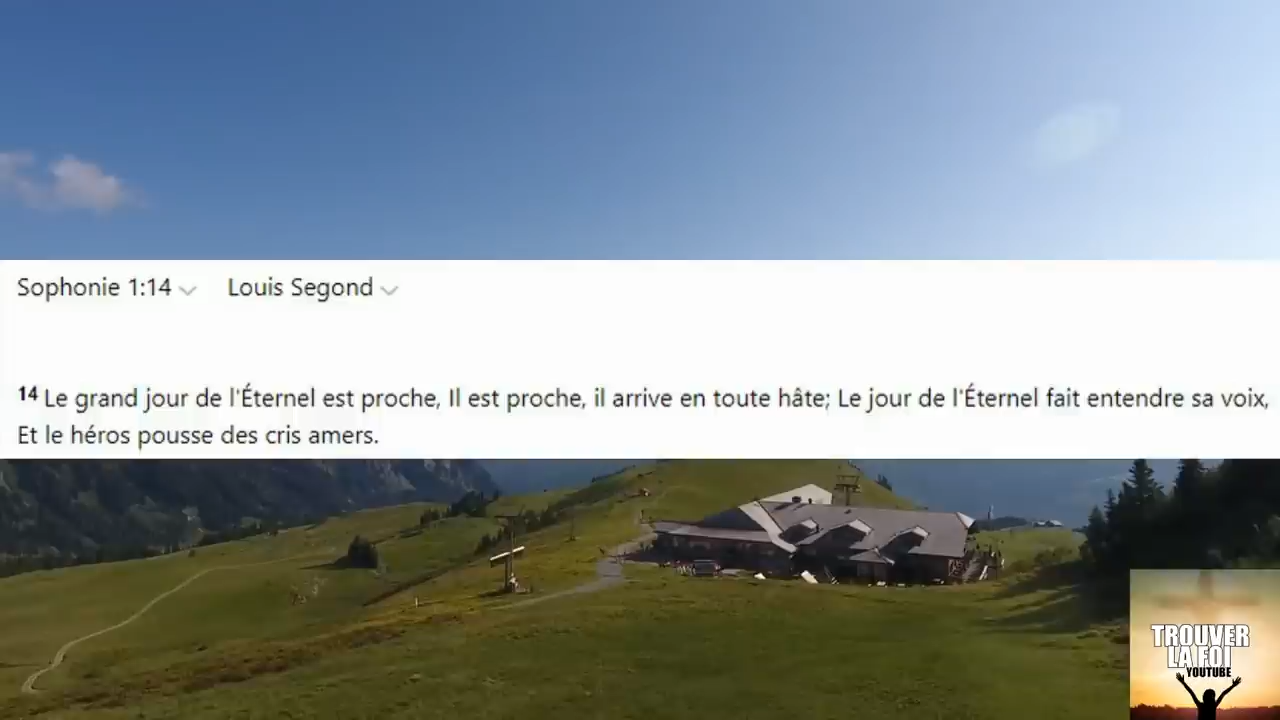 Sophonie 1:14 Louis Segond
14 Le grand jour de l'Éternel est proche, Il est proche, il arrive en toute hâte; Le jour de l'Éternel fait entendre sa voix,
Et le héros pousse des cris amers.
TROUVER
LA FOI
YOUTUBE